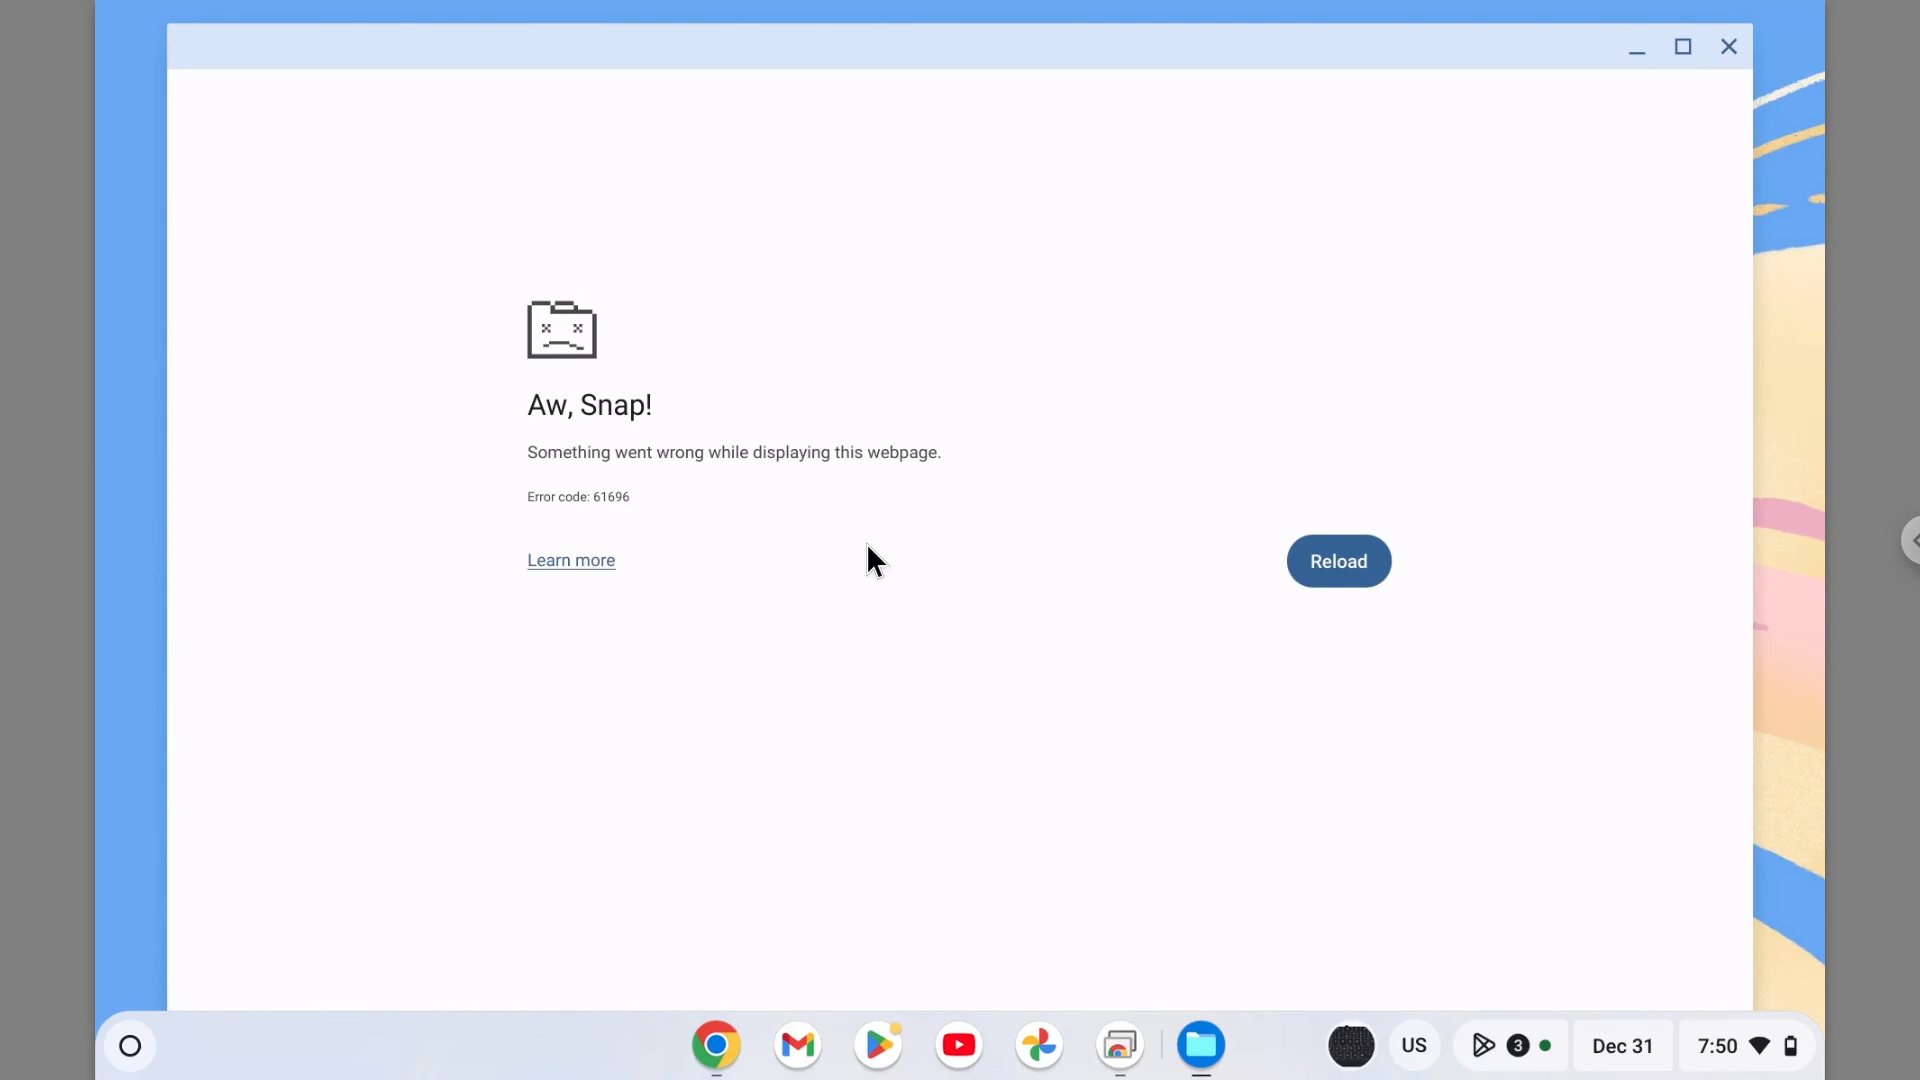 Aw, Snap!
Something went wrong while displaying this webpage.
Error code: 61696
Learn more
Reload
US
3
Dec 31
7:50